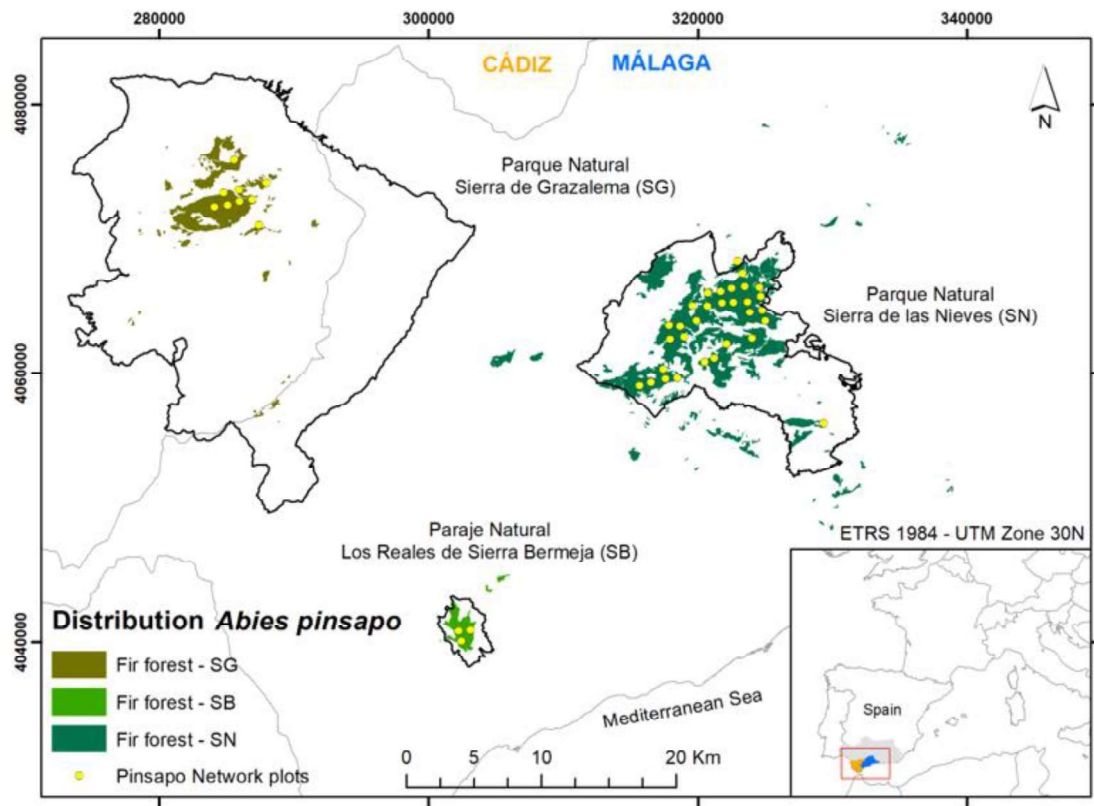 280000
300000
320000
340000
CÁDIZ
MÁLAGA
4080000
N
Parque Natural
Sierra de Grazalema (SG)
Parque Natural
Sierra de las Nieves (SN)
4060000
Paraje Natural
Los Reales de Sierra Bermeja (SB)
ETRS 1984 - UTM Zone 30N
Distribution Abies pinsapo
4040000
Fir forest - SG
Fir forest - SB
Fir forest - SN
Pinsapo Network plots
Mediterranean Sea
0 5 10 20 Km
Spain